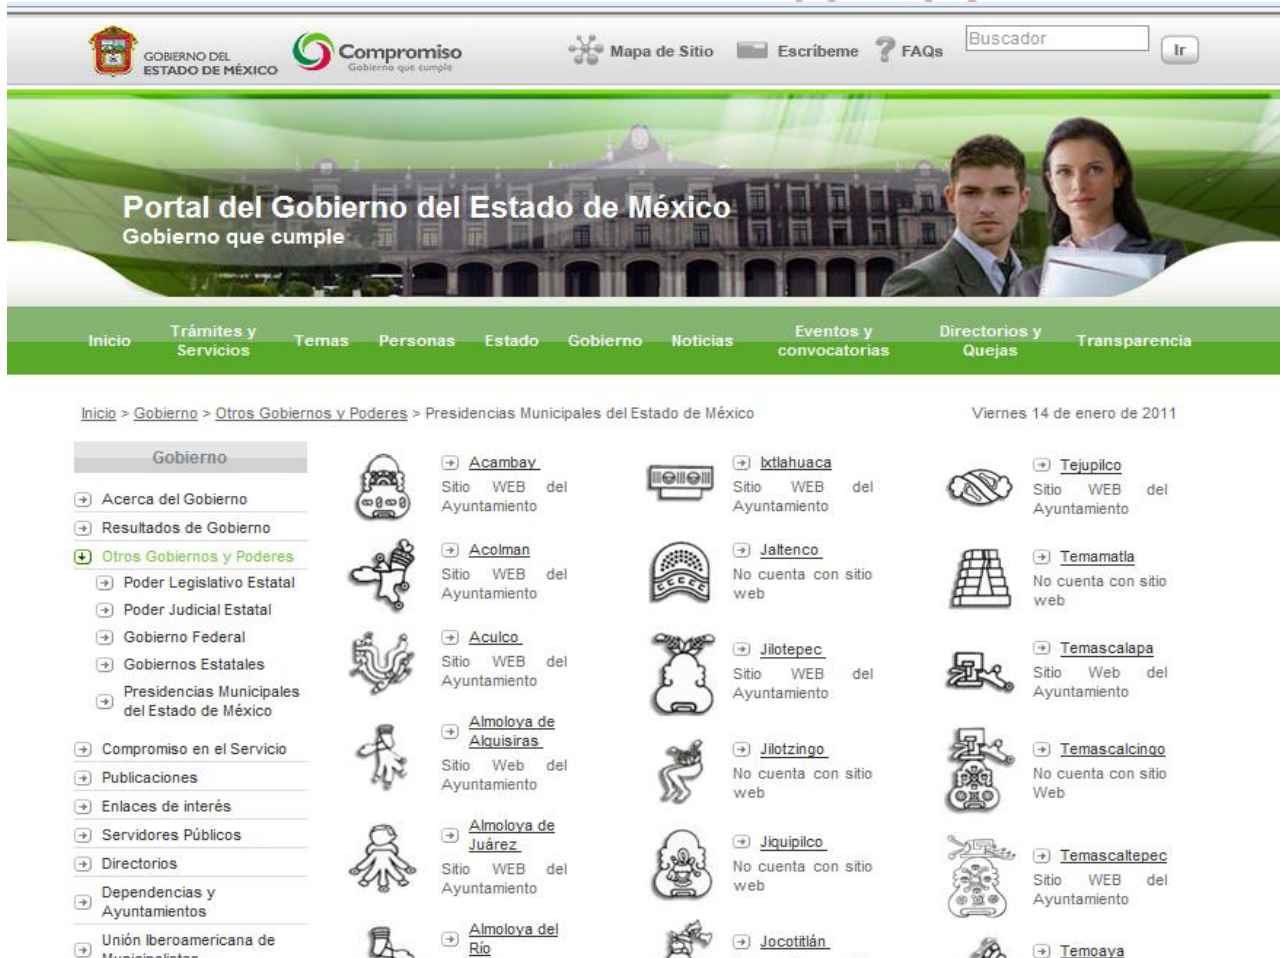 GOBIERNO DEL
ESTADO DE MÉXICO
Compromiso
Gobierno que cumple
Mapa de Sitio
Escríbeme
? FAQs
Buscador
Ir
Portal del Gobierno del Estado de México
Gobierno que cumple
Inicio
Trámites y
Servicios
Temas
Personas
Estado
Gobierno
Noticias
Eventos y
convocatorias
Directorios y
Quejas
Transparencia
Inicio > Gobierno > Otros Gobiernos y Poderes > Presidencias Municipales del Estado de México
Viernes 14 de enero de 2011
Gobierno
Acerca del Gobierno
Resultados de Gobierno
Otros Gobiernos y Poderes
Poder Legislativo Estatal
Poder Judicial Estatal
Gobierno Federal
Gobiernos Estatales
Presidencias Municipales
del Estado de México
Compromiso en el Servicio
Publicaciones
Enlaces de interés
Servidores Públicos
Directorios
Dependencias y
Ayuntamientos
Unión Iberoamericana de
Acambay
Sitio WEB del
Ayuntamiento
Acolman
Sitio WEB del
Ayuntamiento
Aculco
Sitio WEB del
Ayuntamiento
Almoloya de
Alquisiras
Sitio Web del
Ayuntamiento
Almoloya de
Juárez
Sitio WEB del
Ayuntamiento
Almoloya del
Río
Ixtlahuaca
Sitio WEB del
Ayuntamiento
Jaltenco
No cuenta con sitio
web
Jilotepec
Sitio WEB del
Ayuntamiento
Jilotzingo
No cuenta con sitio
web
Jiquipilco
No cuenta con sitio
web
Jocotitlán
Tejupilco
Sitio WEB del
Ayuntamiento
Temamatla
No cuenta con sitio
web
Temascalapa
Sitio Web del
Ayuntamiento
Temascalcingo
No cuenta con sitio
Web
Temascaltepec
Sitio WEB del
Ayuntamiento
Temoaya